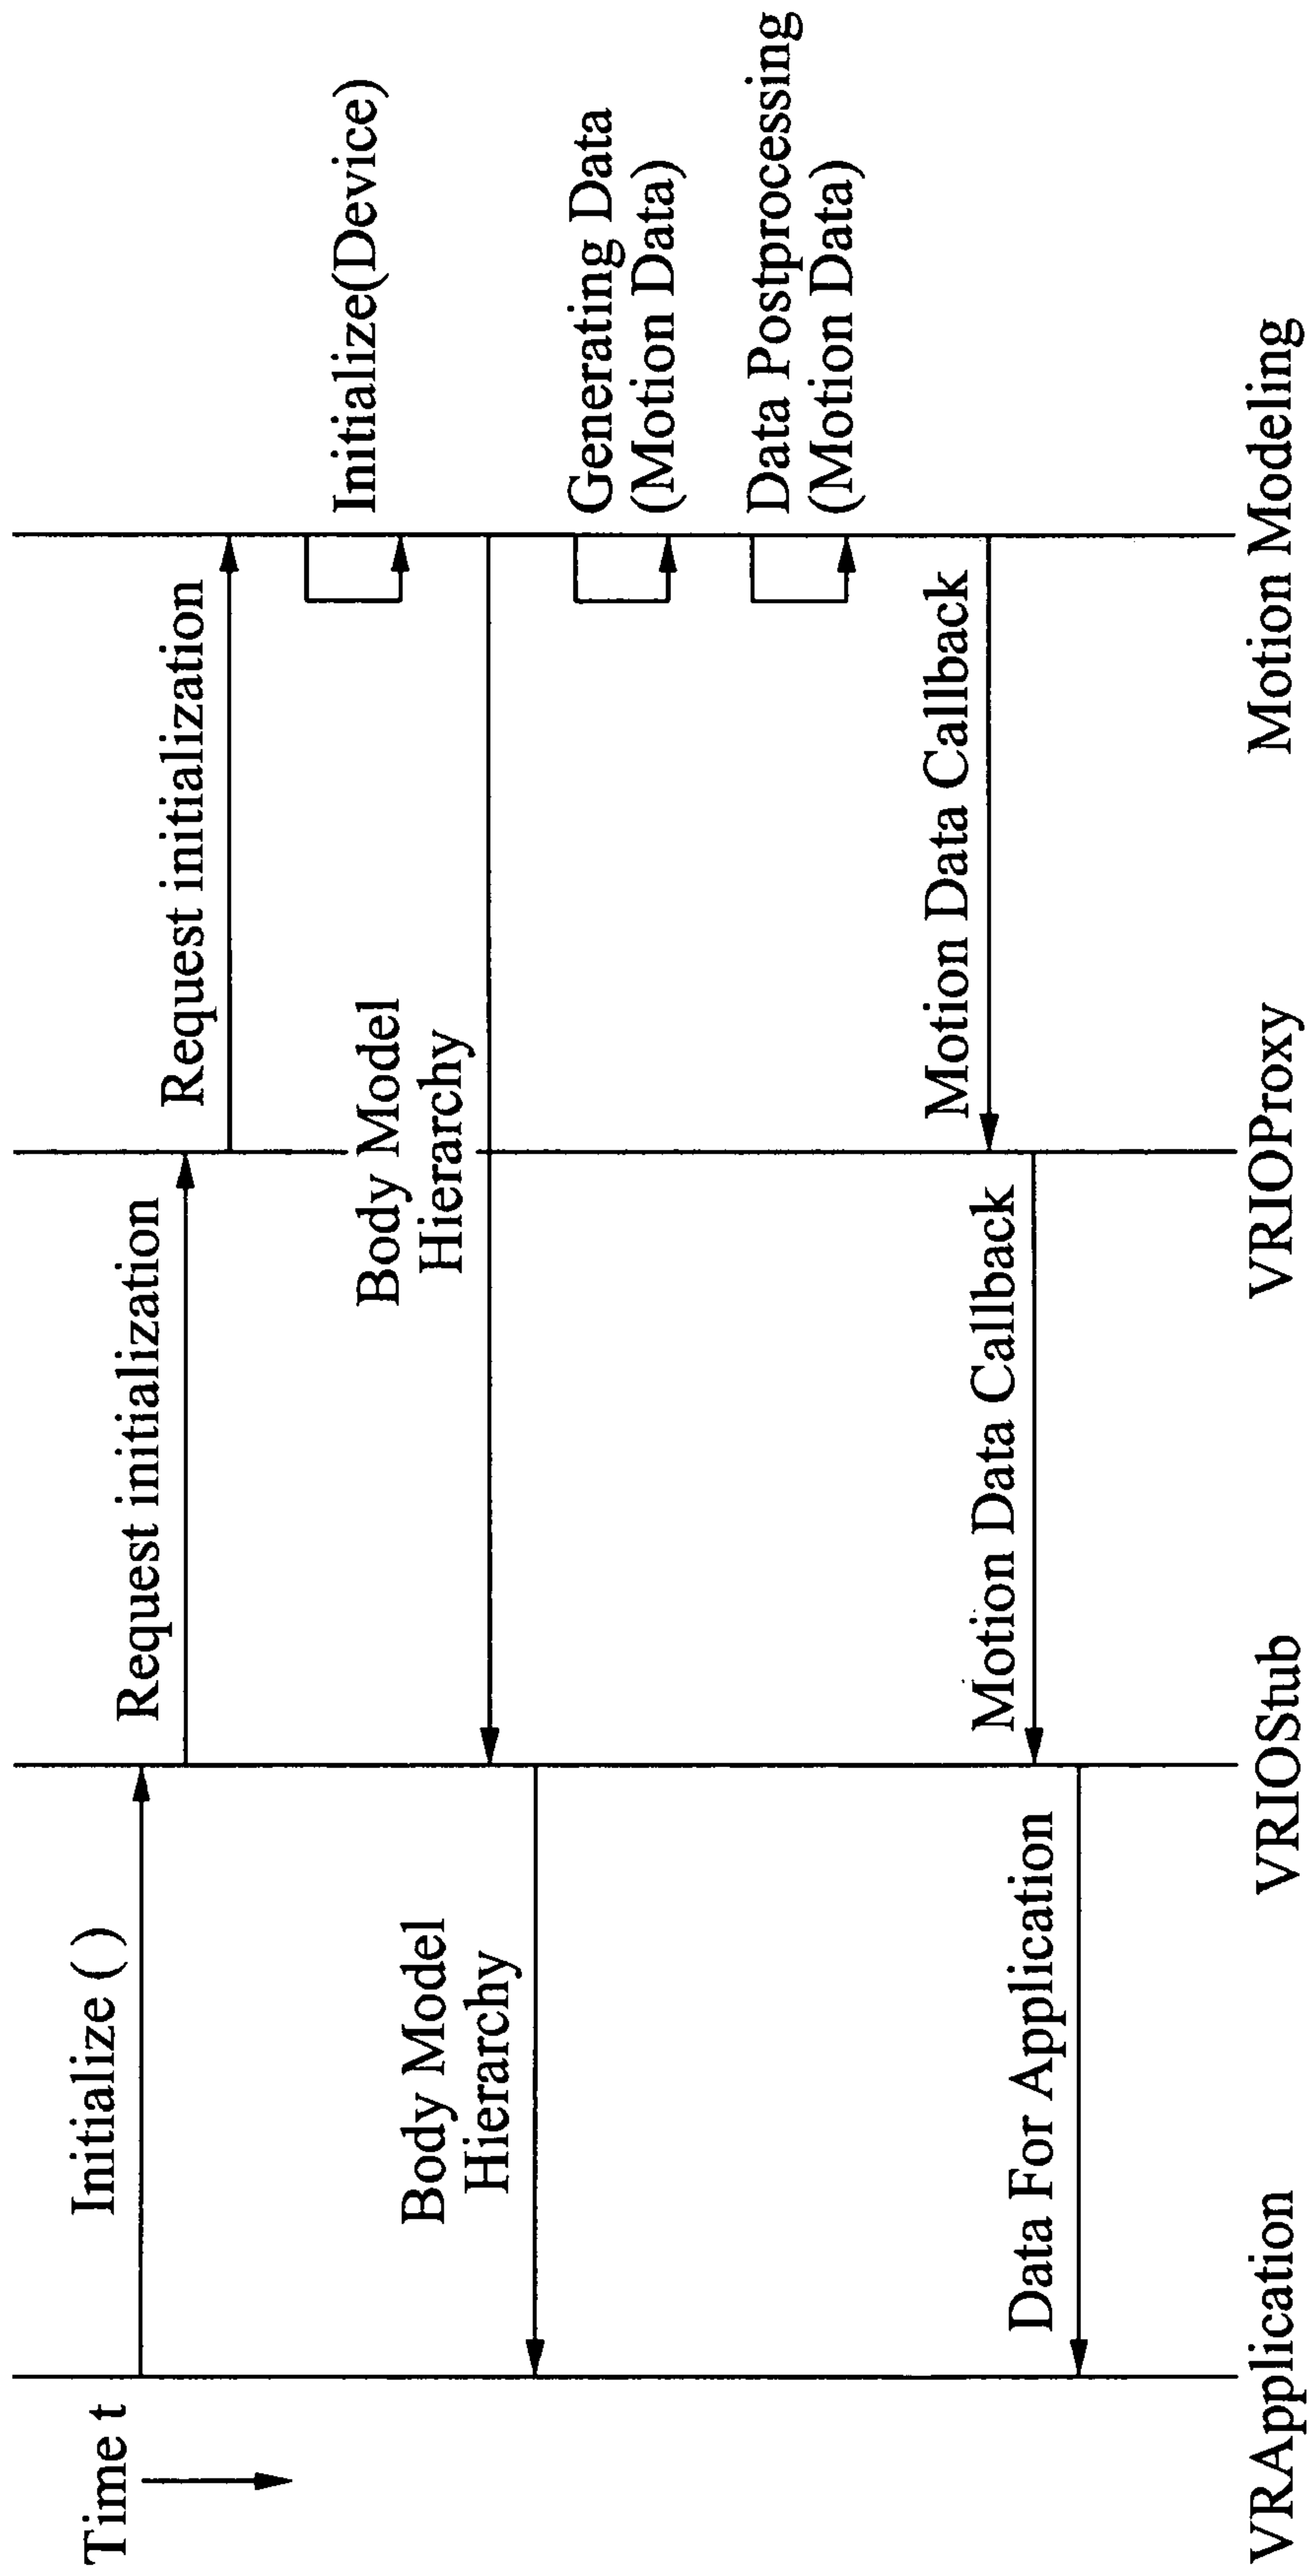 Time t
Initialize ( )
Request initialization
Request initialization
Initialize(Device)
Body Model
Hierarchy
Body Model
Hierarchy
Generating Data
(Motion Data)
Data Postprocessing
(Motion Data)
Motion Data Callback
Motion Data Callback
Data For Application
VRApplication
VRIOStub
VRIOProxy
Motion Modeling